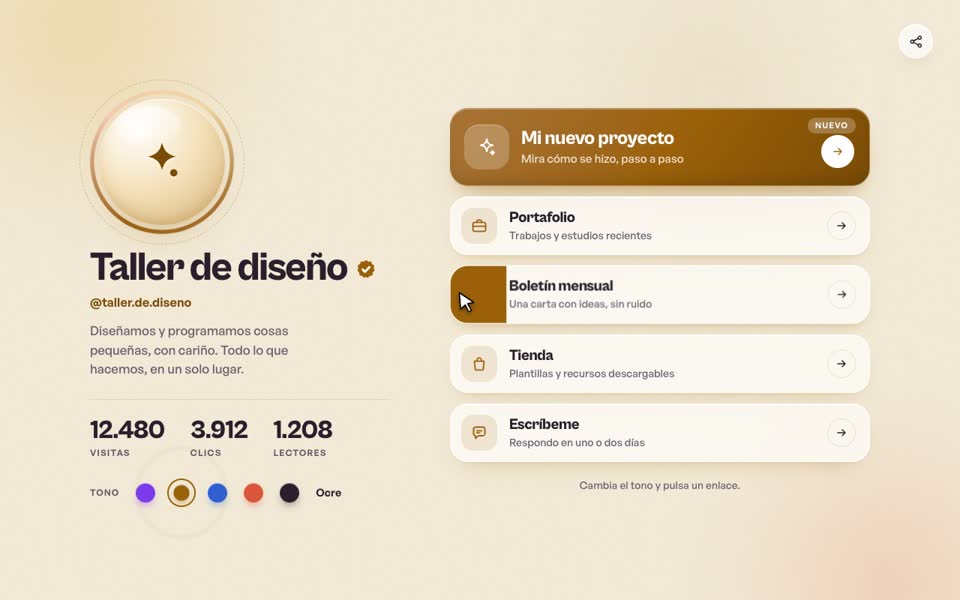 Taller de diseño
@taller.de.diseno
Diseñamos y programamos cosas
pequeñas, con cariño. Todo lo que
hacemos, en un solo lugar.
12.480
VISITAS
3.912
CLICS
1.208
LECTORES
TONO
Ocre
NUEVO
Mi nuevo proyecto
Mira cómo se hizo, paso a paso
Portafolio
Trabajos y estudios recientes
Boletín mensual
Una carta con ideas, sin ruido
Tienda
Plantillas y recursos descargables
Escríbeme
Respondo en uno o dos días
Cambia el tono y pulsa un enlace.